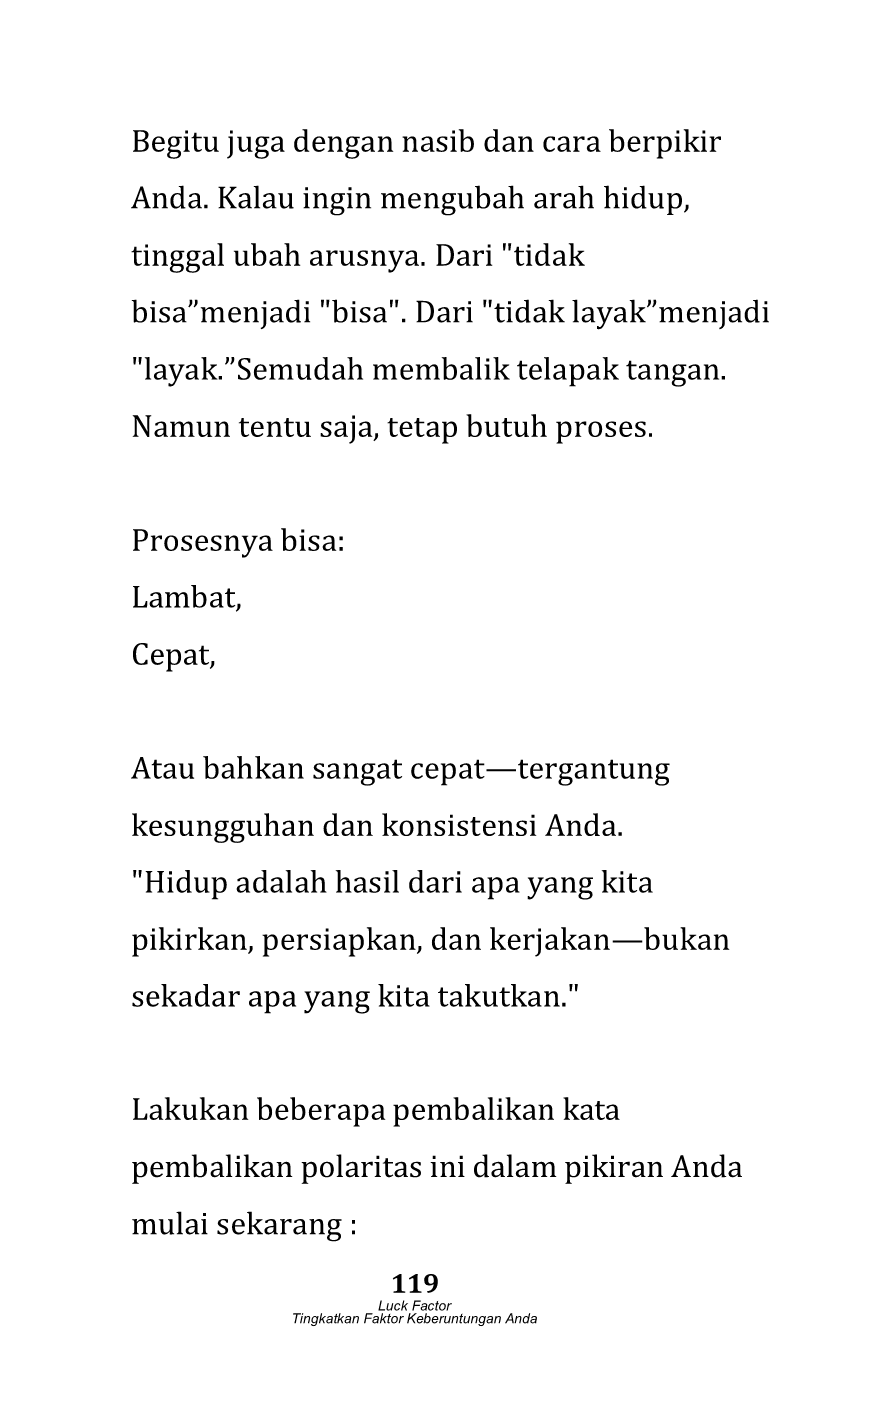 Begitu juga dengan nasib dan cara berpikir
Anda. Kalau ingin mengubah arah hidup,
tinggal ubah arusnya. Dari "tidak
bisa”menjadi "bisa". Dari "tidak layak”menjadi
"layak.”Semudah membalik telapak tangan.
Namun tentu saja, tetap butuh proses.
Prosesnya bisa:
Lambat,
Cepat,
Atau bahkan sangat cepat—tergantung
kesungguhan dan konsistensi Anda.
"Hidup adalah hasil dari apa yang kita
pikirkan, persiapkan, dan kerjakan—bukan
sekadar apa yang kita takutkan."
Lakukan beberapa pembalikan kata
pembalikan polaritas ini dalam pikiran Anda
mulai sekarang :
119
Luck Factor
Tingkatkan Faktor Keberuntungan Anda